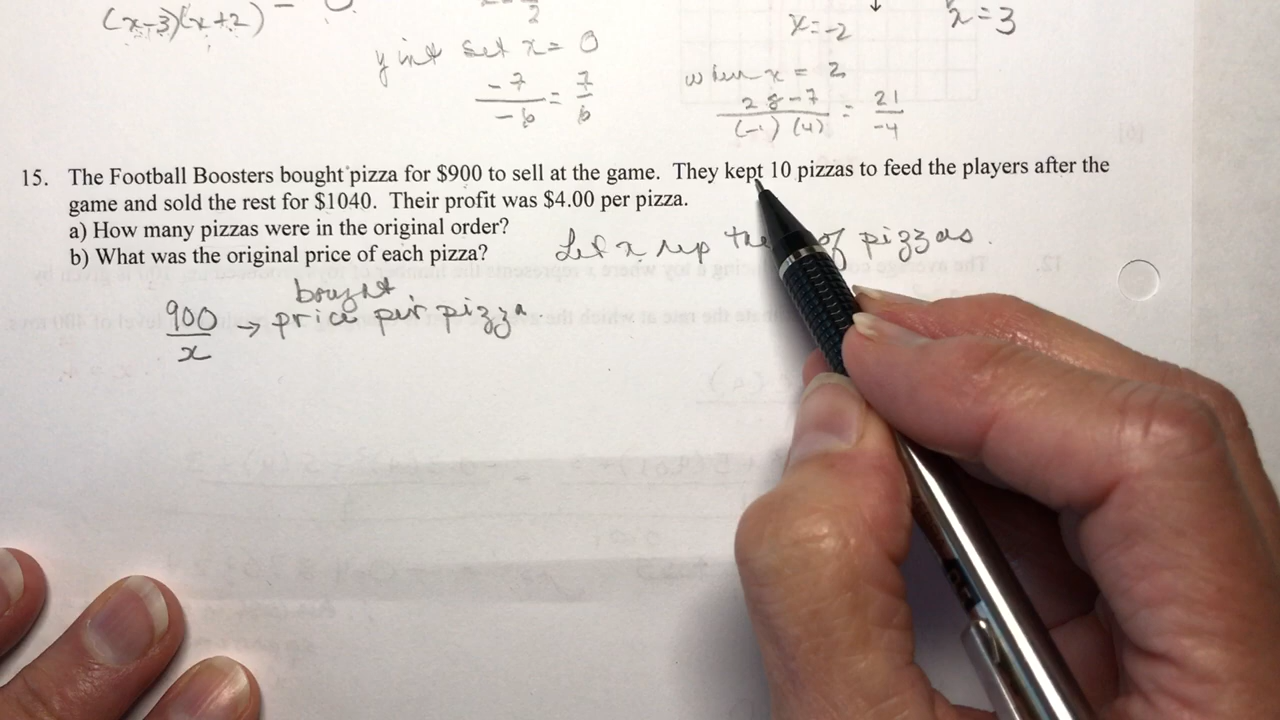 (x-3)(x+2)
2
y int set x = 0
-7 / -6 = 7 / 6
x = -2
x = 3
when x = 2
28-7 / (-1)(4) = 21 / -4
15. The Football Boosters bought pizza for $900 to sell at the game. They kept 10 pizzas to feed the players after the
game and sold the rest for $1040. Their profit was $4.00 per pizza.
a) How many pizzas were in the original order?
b) What was the original price of each pizza?
Let x rep the of pizzas.
bought
900 / x → price per pizza.